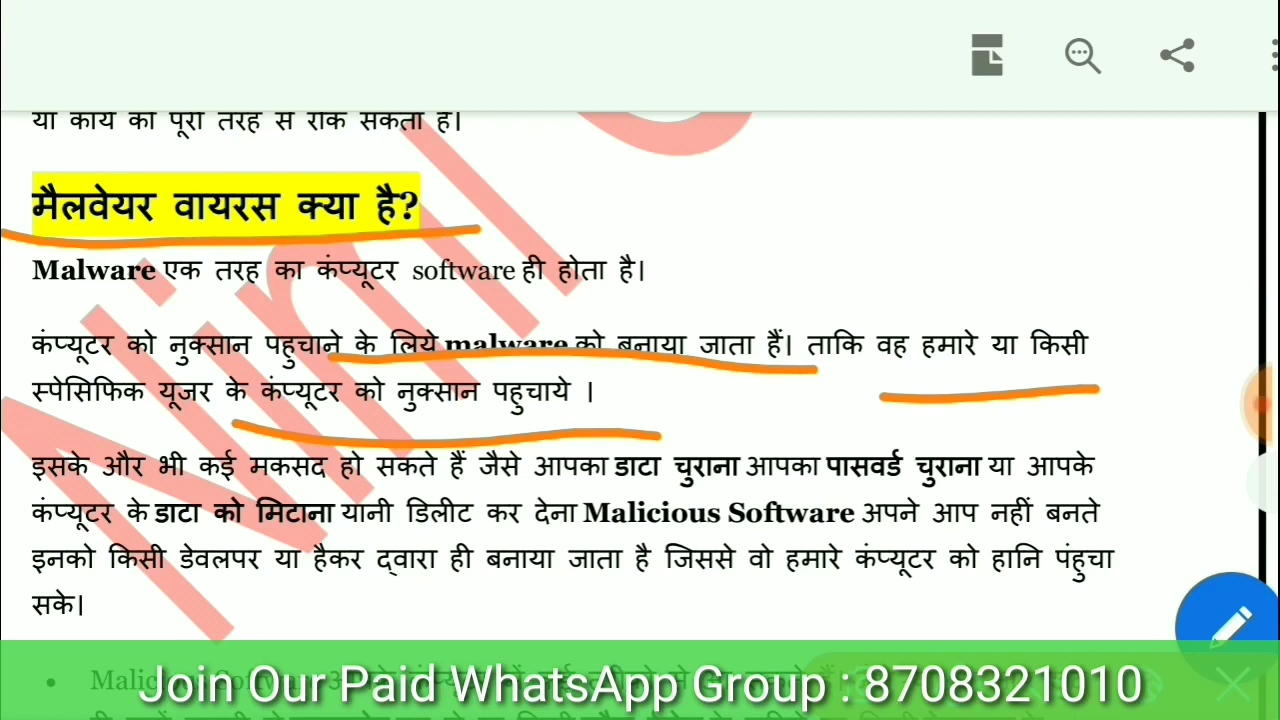 या कार्य को पूरी तरह से रोक सकता है।
मैलवेयर वायरस क्या है?
Malware एक तरह का कंप्यूटर software ही होता है।
कंप्यूटर को नुक्सान पहुचाने के लिये malware को बनाया जाता हैं। ताकि वह हमारे या किसी
स्पेसिफिक यूजर के कंप्यूटर को नुक्सान पहुचाये ।
इसके और भी कई मकसद हो सकते हैं जैसे आपका डाटा चुराना आपका पासवर्ड चुराना या आपके
कंप्यूटर के डाटा को मिटाना यानी डिलीट कर देना Malicious Software अपने आप नहीं बनते
इनको किसी डेवलपर या हैकर द्वारा ही बनाया जाता है जिससे वो हमारे कंप्यूटर को हानि पंहुचा
सके।
Join Our Paid WhatsApp Group : 8708321010